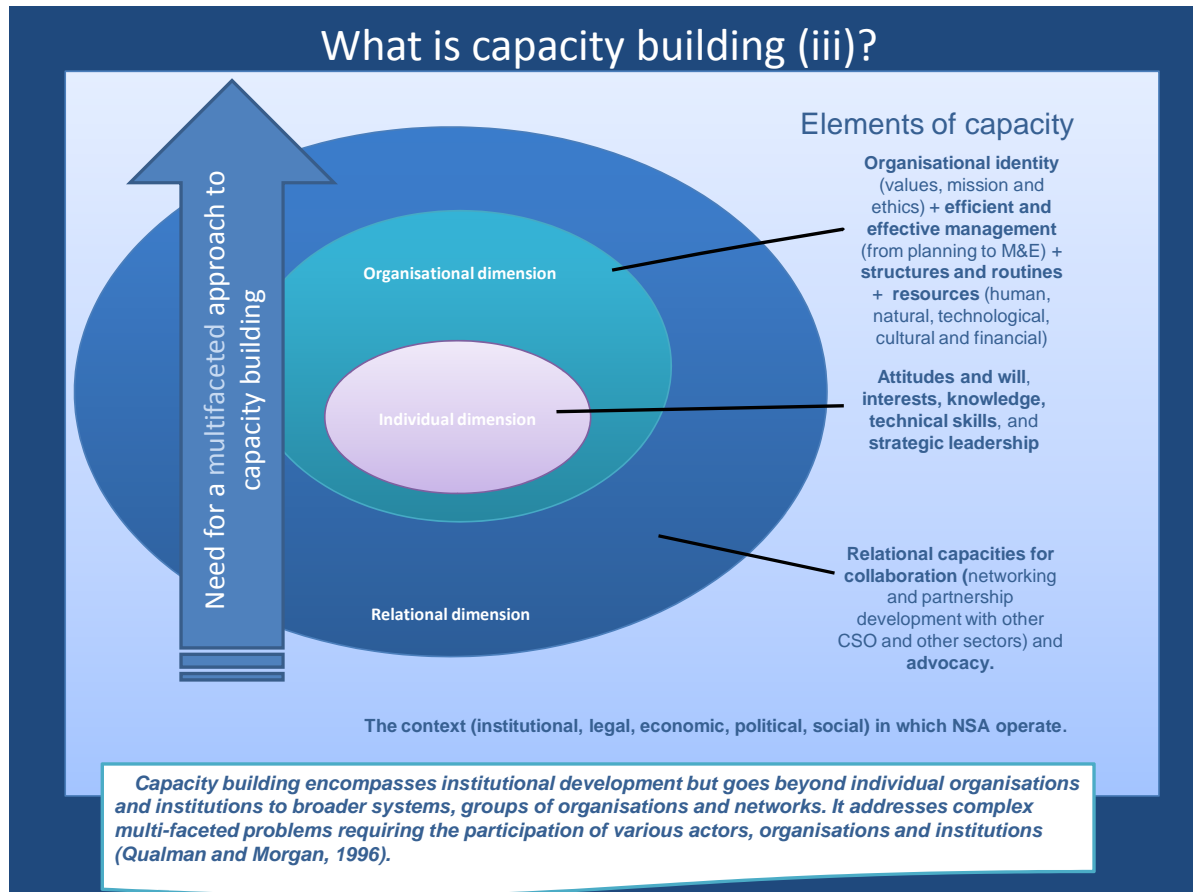 What is capacity building (iii)?
Need for a multifaceted approach to
capacity building
Organisational dimension
Individual dimension
Relational dimension
Elements of capacity
Organisational identity
(values, mission and
ethics) + efficient and
effective management
(from planning to M&E) +
structures and routines
+ resources (human,
natural, technological,
cultural and financial)
Attitudes and will,
interests, knowledge,
technical skills, and
strategic leadership
Relational capacities for
collaboration (networking
and partnership
development with other
CSO and other sectors) and
advocacy.
The context (institutional, legal, economic, political, social) in which NSA operate.
Capacity building encompasses institutional development but goes beyond individual organisations
and institutions to broader systems, groups of organisations and networks. It addresses complex
multi-faceted problems requiring the participation of various actors, organisations and institutions
(Qualman and Morgan, 1996).